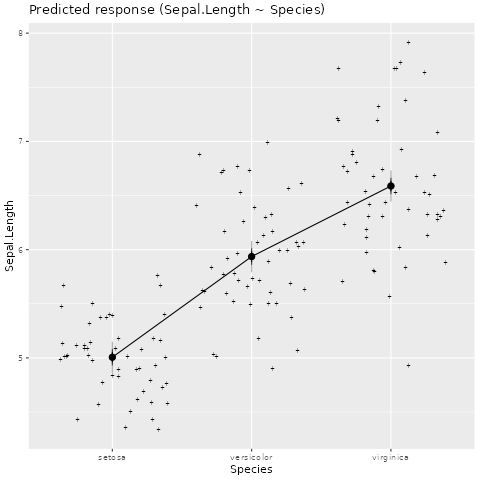 Predicted response (Sepal.Length ~ Species)
8
7
6
5
Sepal.Length
setosa
versicolor
virginica
Species